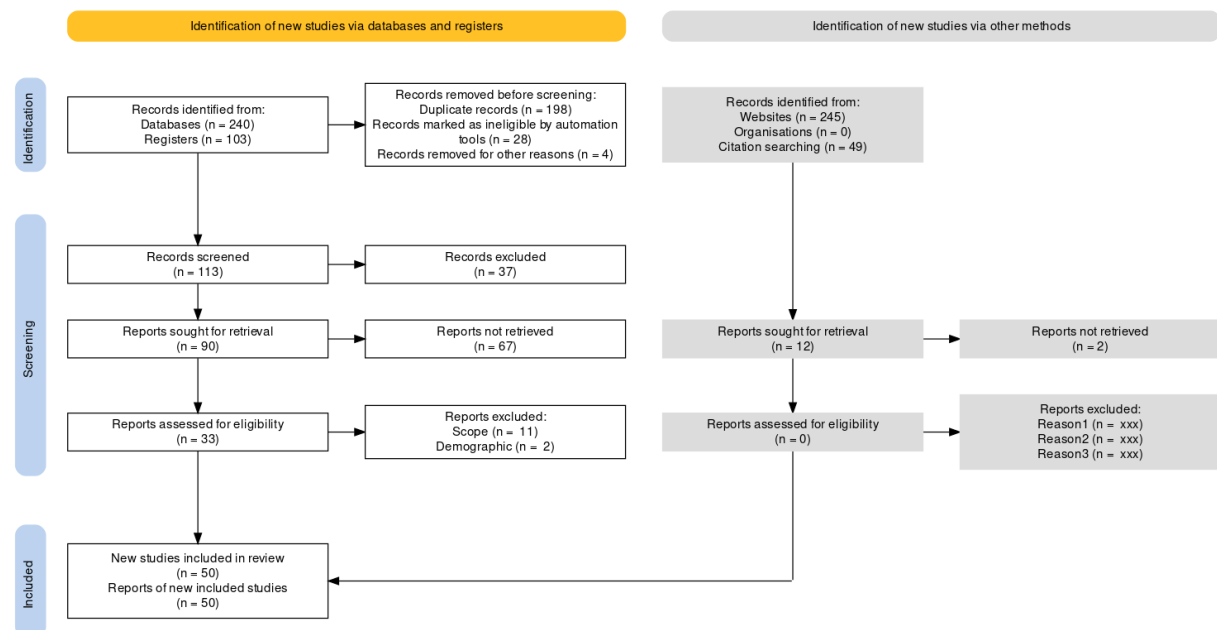 Identification of new studies via databases and registers
Identification of new studies via other methods
Identification
Records identified from:
Databases (n = 240)
Registers (n = 103)
Records removed before screening:
Duplicate records (n = 198)
Records marked as ineligible by automation
tools (n = 28)
Records removed for other reasons (n = 4)
Records identified from:
Websites (n = 245)
Organisations (n = 0)
Citation searching (n = 49)
Screening
Records screened
(n = 113)
Records excluded
(n = 37)
Reports sought for retrieval
(n = 90)
Reports not retrieved
(n = 67)
Reports sought for retrieval
(n = 12)
Reports not retrieved
(n = 2)
Reports assessed for eligibility
(n = 33)
Reports excluded:
Scope (n = 11)
Demographic (n = 2)
Reports assessed for eligibility
(n = 0)
Reports excluded:
Reason1 (n = xxx)
Reason2 (n = xxx)
Reason3 (n = xxx)
Included
New studies included in review
(n = 50)
Reports of new included studies
(n = 50)